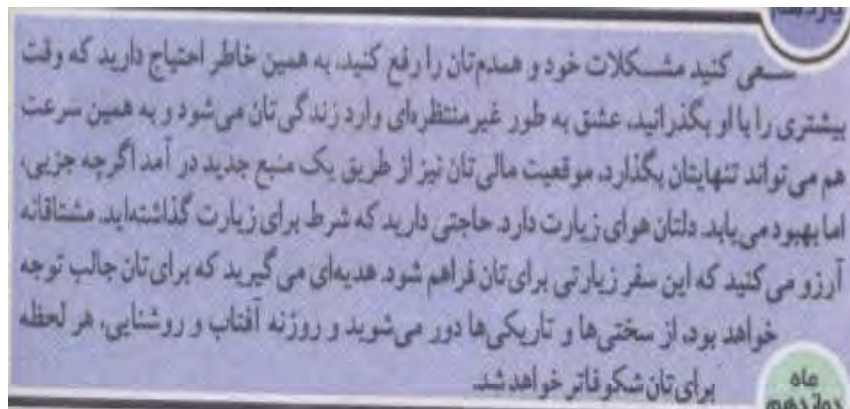 یازدهم
سعی کنید مشکلات خود و همدم‌تان را رفع کنید، به همین خاطر احتیاج دارید که وقت
بیشتری را با او بگذرانید، عشق به طور غیرمنتظره‌ای وارد زندگی‌تان می‌شود و به همین سرعت
هم می‌تواند تنهایتان بگذارد. موقعیت مالی‌تان نیز از طریق یک منبع جدید در آمد اگرچه جزیی،
اما بهبود می‌یابد. دلتان هوای زیارت دارد. حاجتی دارید که شرط برای زیارت گذاشته‌اید. مشتاقانه
آرزو می‌کنید که این سفر زیارتی برای‌تان فراهم شود. هدیه‌ای می‌گیرید که برای‌تان جالب توجه
خواهد بود. از سختی‌ها و تاریکی‌ها دور می‌شوید و روزنه آفتاب و روشنایی، هر لحظه
برای‌تان شکوفاتر خواهد شد.
ماه
دوازدهم